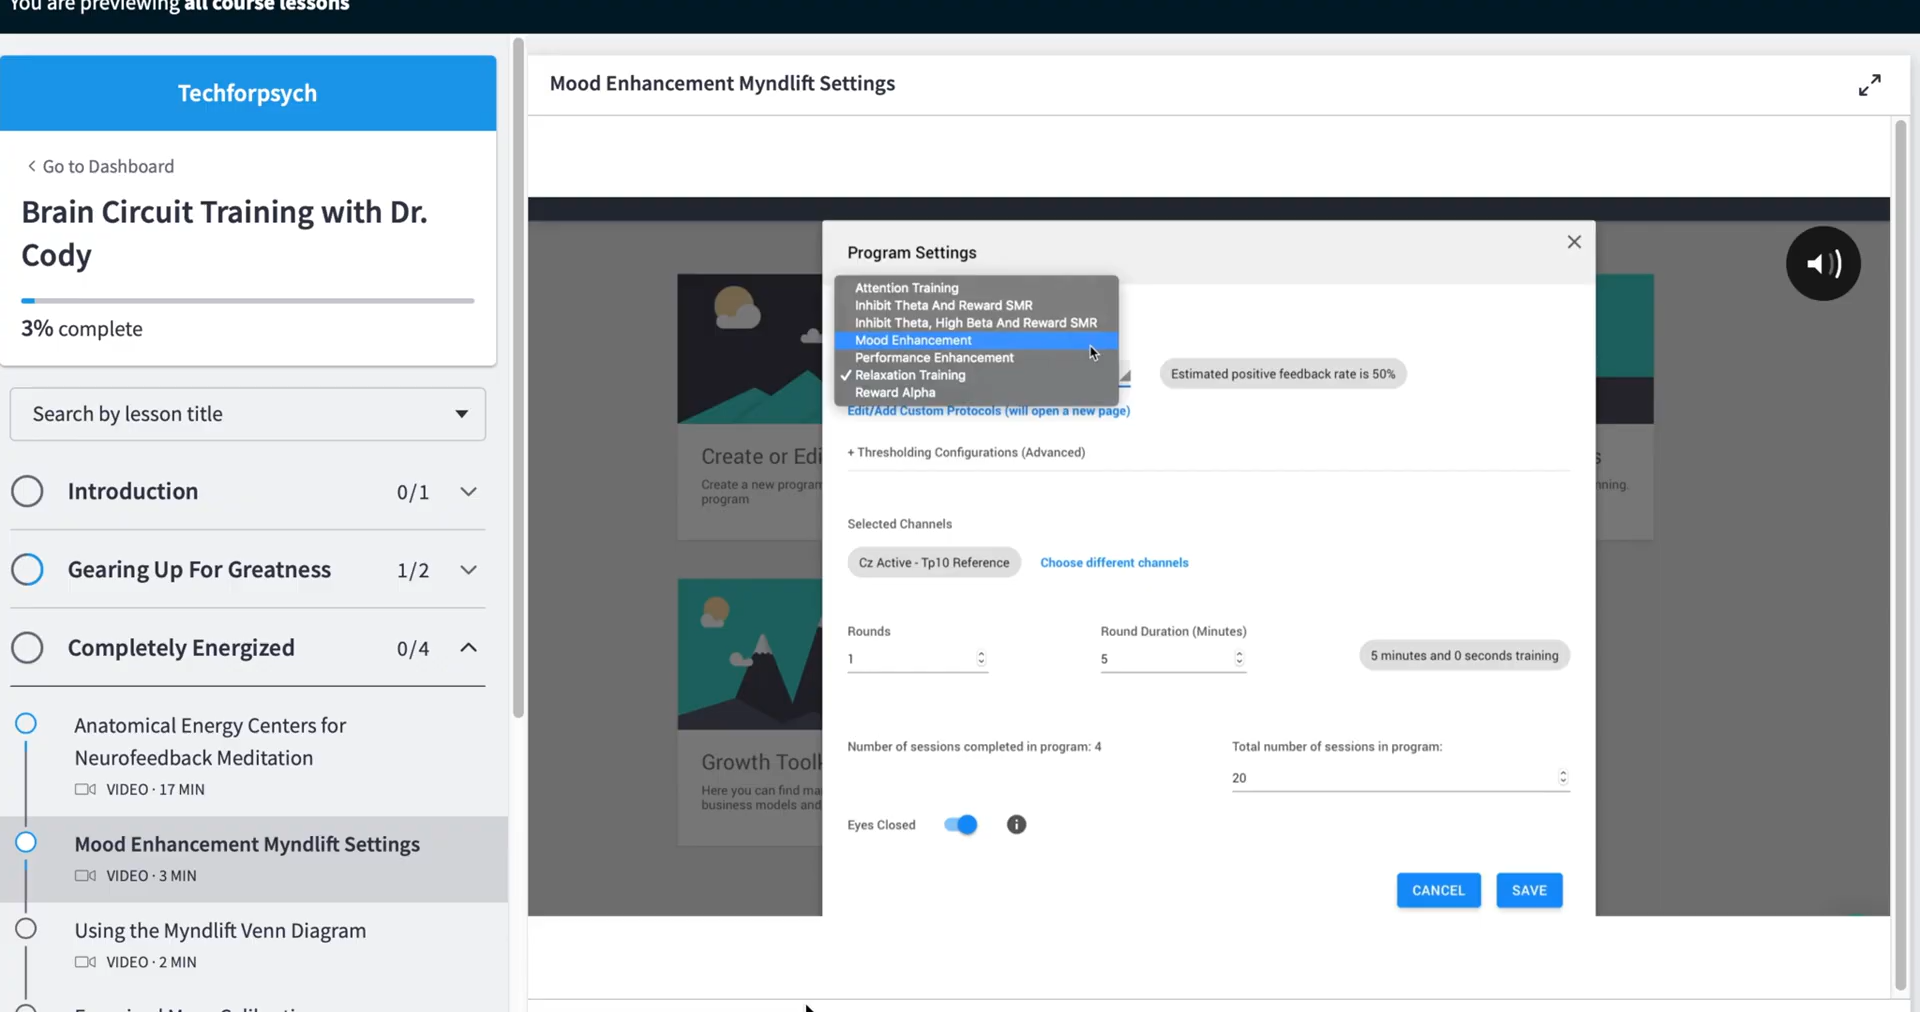 You are previewing all course lessons
Techforpsych
Go to Dashboard
Brain Circuit Training with Dr.
Cody
3% complete
Search by lesson title
Introduction 0/1
Gearing Up For Greatness 1/2
Completely Energized 0/4
Anatomical Energy Centers for
Neurofeedback Meditation
VIDEO · 17 MIN
Mood Enhancement Myndlift Settings
VIDEO · 3 MIN
Using the Myndlift Venn Diagram
VIDEO · 2 MIN
Mood Enhancement Myndlift Settings
Program Settings
Attention Training
Inhibit Theta And Reward SMR
Inhibit Theta, High Beta And Reward SMR
Mood Enhancement
Performance Enhancement
✓ Relaxation Training
Reward Alpha
Estimated positive feedback rate is 50%
Edit/Add Custom Protocols (will open a new page)
+ Thresholding Configurations (Advanced)
Selected Channels
Cz Active - Tp10 Reference
Choose different channels
Rounds
1
Round Duration (Minutes)
5
5 minutes and 0 seconds training
Number of sessions completed in program: 4
Total number of sessions in program:
20
Eyes Closed
CANCEL
SAVE
Create or Edi
Create a new program
program
s
nning.
Growth Toolk
Here you can find ma
business models and